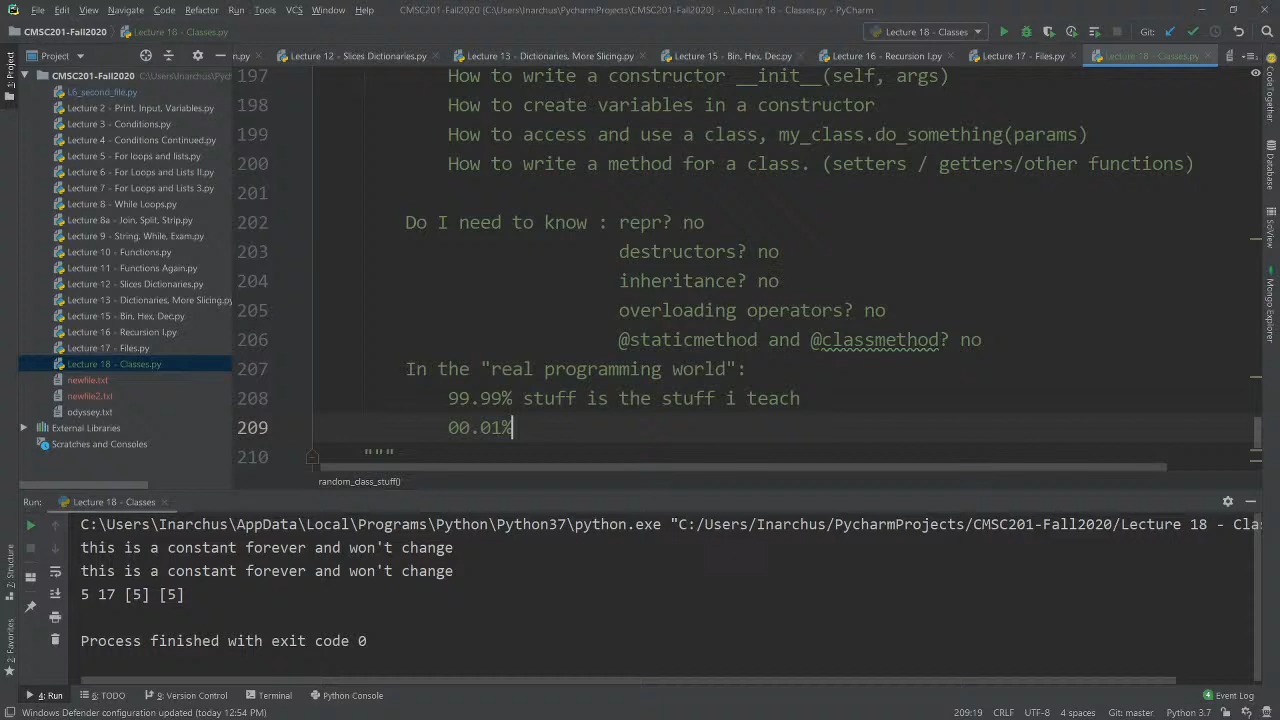 File Edit View Navigate Code Refactor Run Tools VCS Window Help CMSC201-Fall2020 [C:\Users\Inarchus\PycharmProjects\CMSC201-Fall2020] - ...\Lecture 18 - Classes.py - PyCharm
CMSC201-Fall2020 Lecture 18 - Classes.py Lecture 18 - Classes Git:
Project Lecture 12 - Slices Dictionaries.py Lecture 13 - Dictionaries, More Slicing.py Lecture 15 - Bin, Hex, Dec.py Lecture 16 - Recursion I.py Lecture 17 - Files.py Lecture 18 - Classes.py
1: Project
CMSC201-Fall2020
L6_second_file.py
Lecture 2 - Print, Input, Variables.py
Lecture 3 - Conditions.py
Lecture 4 - Conditions Continued.py
Lecture 5 - For loops and lists.py
Lecture 6 - For Loops and Lists II.py
Lecture 7 - For Loops and Lists 3.py
Lecture 8 - While Loops.py
Lecture 8a - Join, Split, Strip.py
Lecture 9 - String, While, Exam.py
Lecture 10 - Functions.py
Lecture 11 - Functions Again.py
Lecture 12 - Slices Dictionaries.py
Lecture 13 - Dictionaries, More Slicing.py
Lecture 15 - Bin, Hex, Dec.py
Lecture 16 - Recursion I.py
Lecture 17 - Files.py
Lecture 18 - Classes.py
newfile.txt
newfile2.txt
odyssey.txt
External Libraries
Scratches and Consoles
197 How to write a constructor __init__(self, args)
198 How to create variables in a constructor
199 How to access and use a class, my_class.do_something(params)
200 How to write a method for a class. (setters / getters/other functions)
201
202 Do I need to know : repr? no
203 destructors? no
204 inheritance? no
205 overloading operators? no
206 @staticmethod and @classmethod? no
207 In the "real programming world":
208 99.99% stuff is the stuff i teach
209 00.01%
210 """
random_class_stuff()
CodeTogether
Database
SciView
Mongo Explorer
Run: Lecture 18 - Classes
C:\Users\Inarchus\AppData\Local\Programs\Python\Python37\python.exe "C:/Users/Inarchus/PycharmProjects/CMSC201-Fall2020/Lecture 18 - Clas
this is a constant forever and won't change
this is a constant forever and won't change
5 17 [5] [5]
Process finished with exit code 0
7: Structure
2: Favorites
4: Run 6: TODO 9: Version Control Terminal Python Console 4 Event Log
Windows Defender configuration updated (today 12:54 PM) 209:19 CRLF UTF-8 4 spaces Git: master Python 3.7